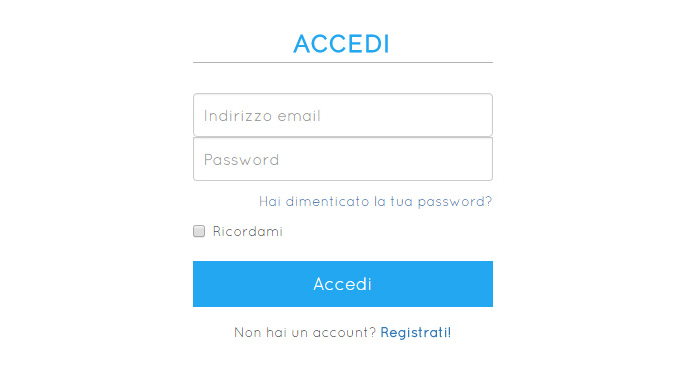 ACCEDI
Indirizzo email
Password
Hai dimenticato la tua password?
Ricordami
Accedi
Non hai un account? Registrati!